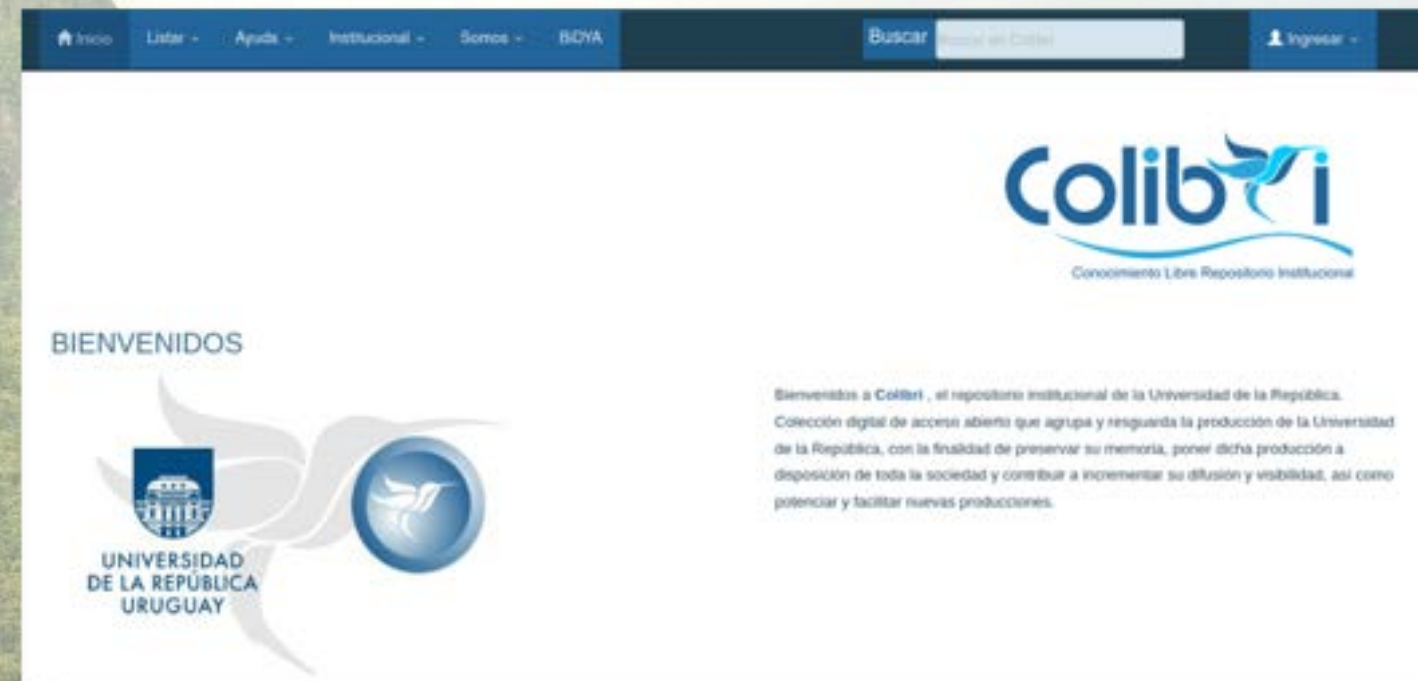 Inicio Listar Ayuda Institucional Somos BiDYA Buscar Buscar en Colibri Ingresar
Colibri
Conocimiento Libre Repositorio Institucional
BIENVENIDOS
Bienvenidos a Colibri , el repositorio institucional de la Universidad de la República.
Colección digital de acceso abierto que agrupa y resguarda la producción de la Universidad
de la República, con la finalidad de preservar su memoria, poner dicha producción a
disposición de toda la sociedad y contribuir a incrementar su difusión y visibilidad, así como
potenciar y facilitar nuevas producciones.
UNIVERSIDAD
DE LA REPÚBLICA
URUGUAY